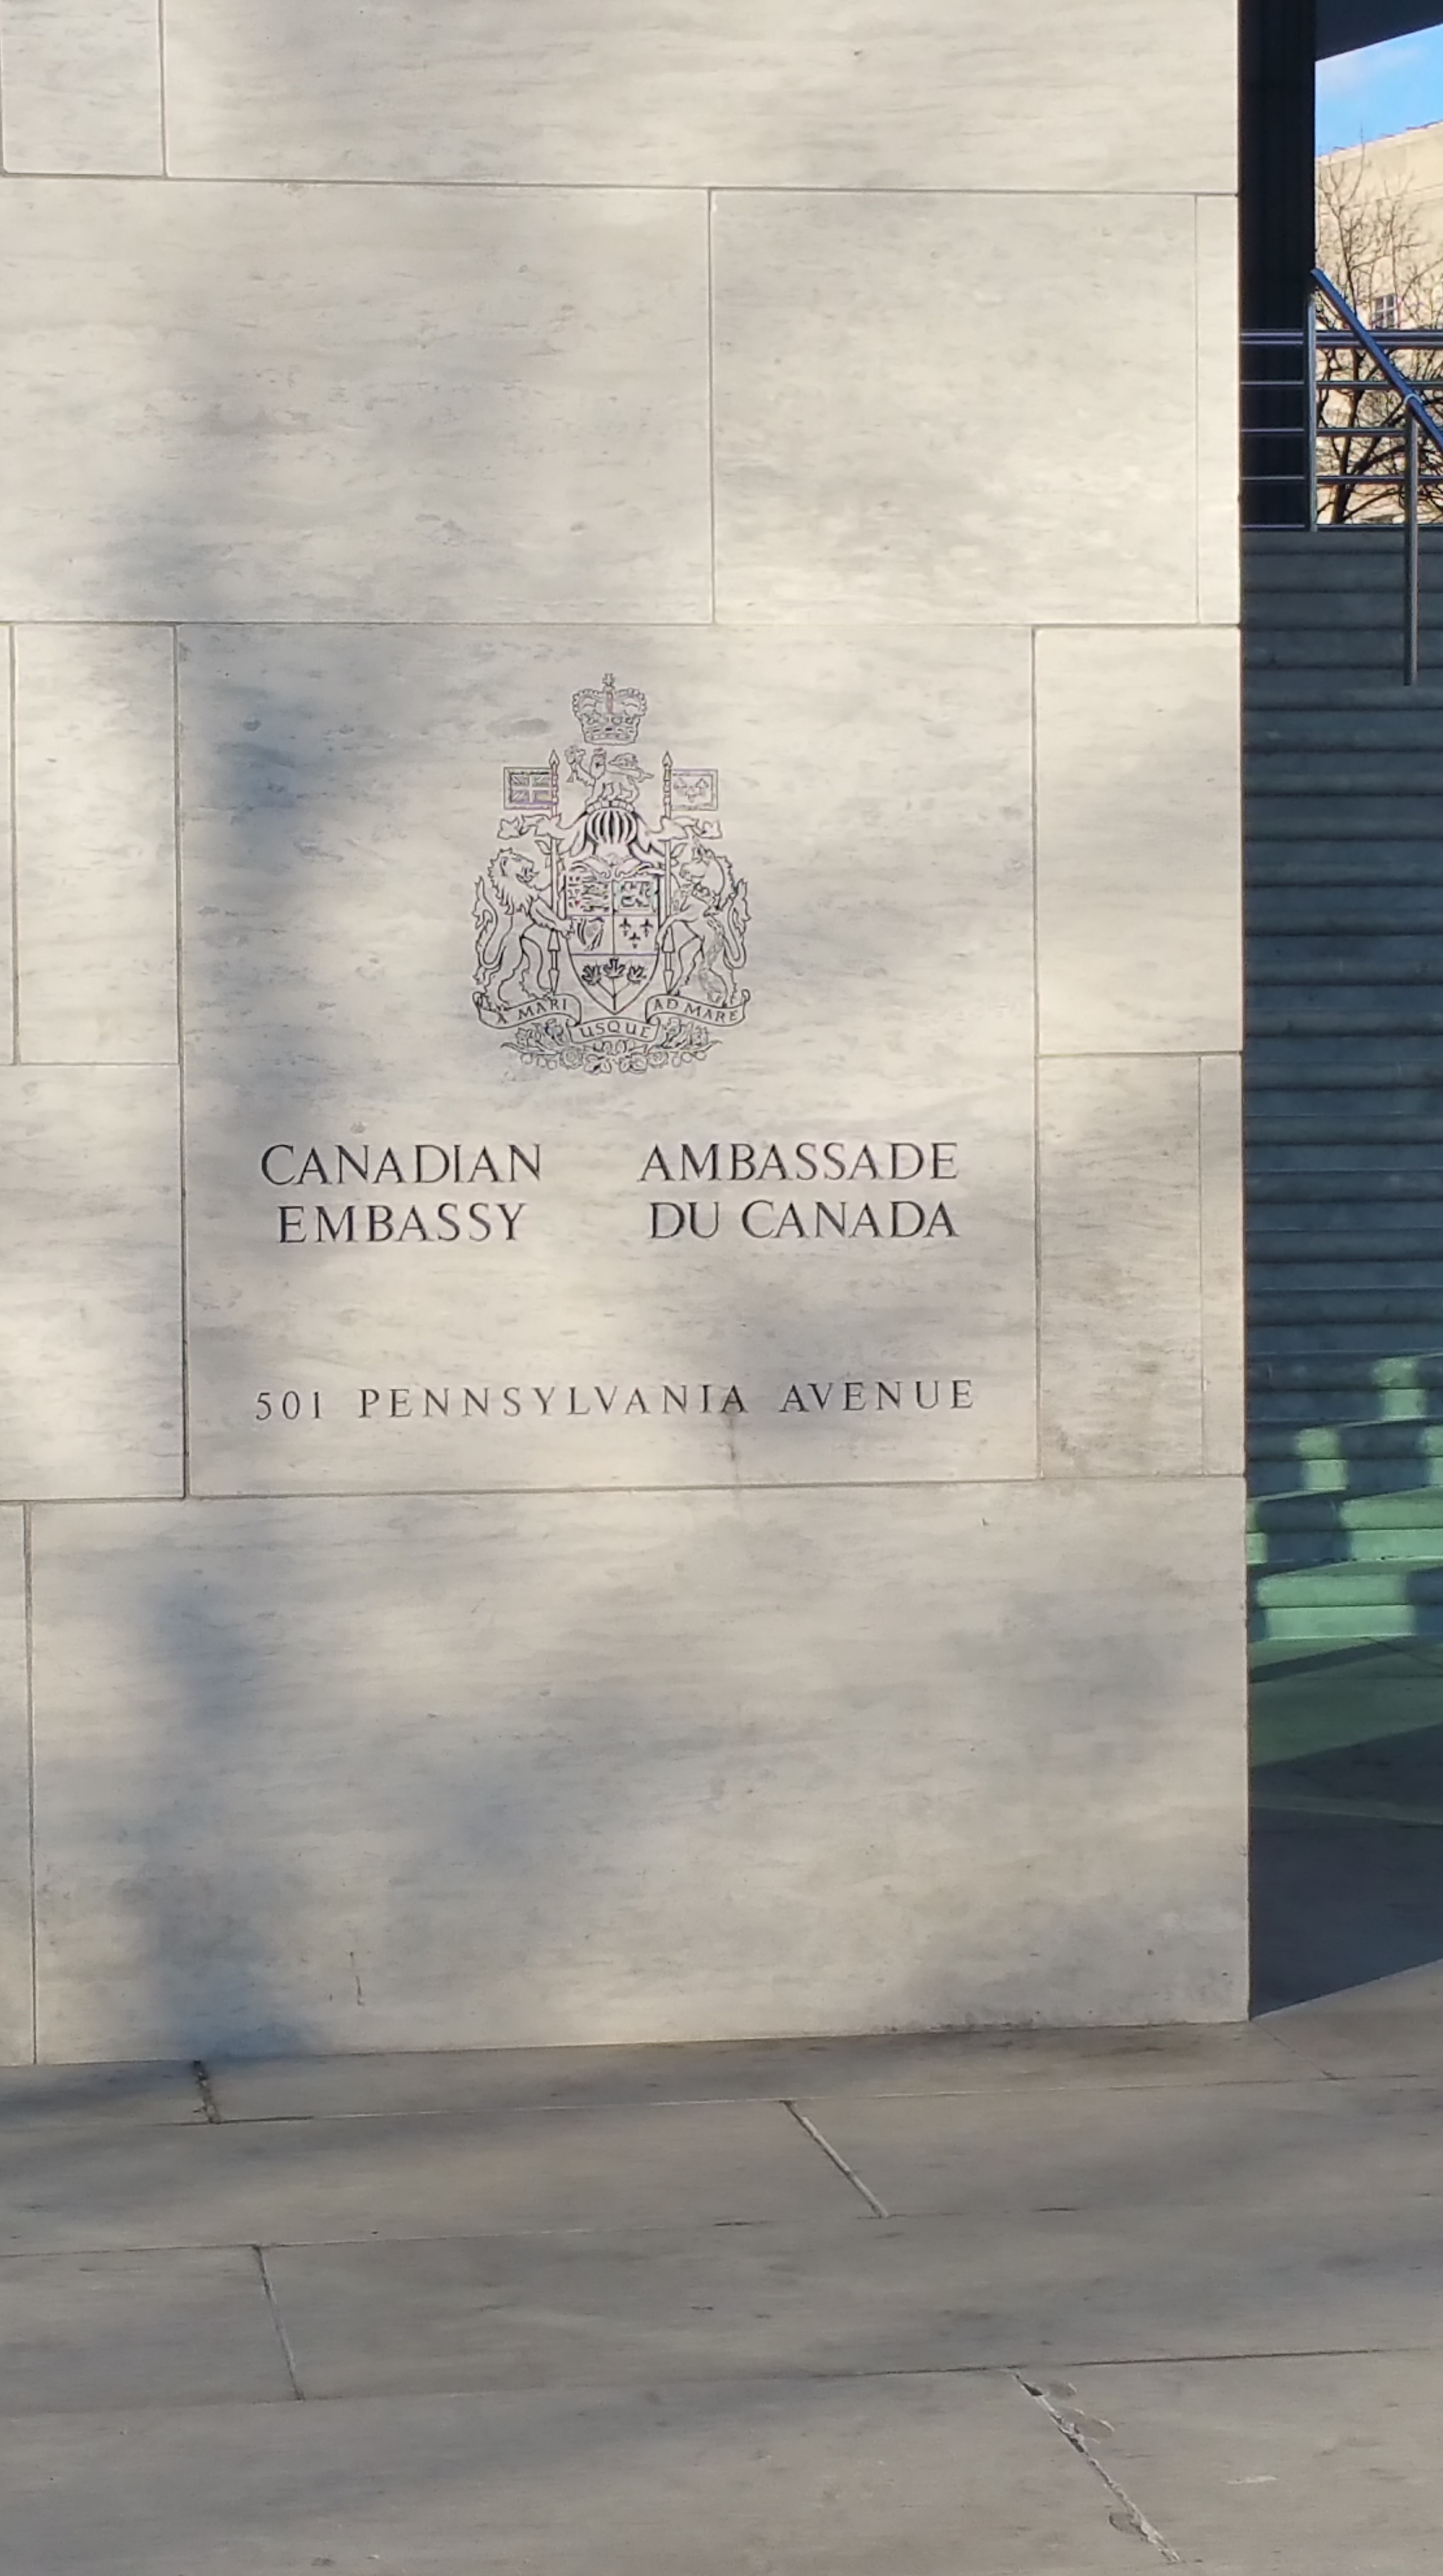 A MARI USQUE AD MARE
CANADIAN
EMBASSY
AMBASSADE
DU CANADA
501 PENNSYLVANIA AVENUE